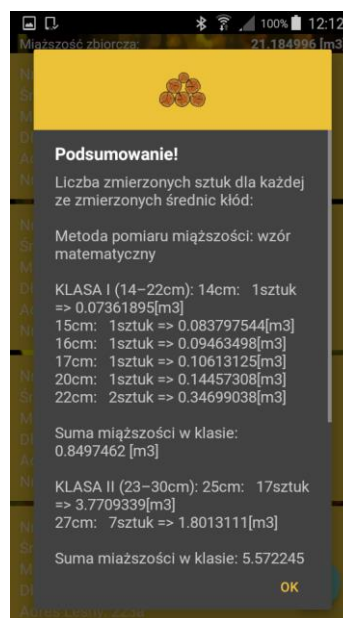 100% 12:12
Miąższość zbiorcza: 21.184996 [m3
Podsumowanie!
Liczba zmierzonych sztuk dla każdej
ze zmierzonych średnic kłód:
Metoda pomiaru miąższości: wzór
matematyczny
KLASA I (14–22cm): 14cm: 1sztuk
=> 0.07361895[m3]
15cm: 1sztuk => 0.083797544[m3]
16cm: 1sztuk => 0.09463498[m3]
17cm: 1sztuk => 0.10613125[m3]
20cm: 1sztuk => 0.14457308[m3]
22cm: 2sztuk => 0.34699038[m3]
Suma miąższości w klasie:
0.8497462 [m3]
KLASA II (23–30cm): 25cm: 17sztuk
=> 3.7709339[m3]
27cm: 7sztuk => 1.8013111[m3]
Suma miaższości w klasie: 5.572245
OK